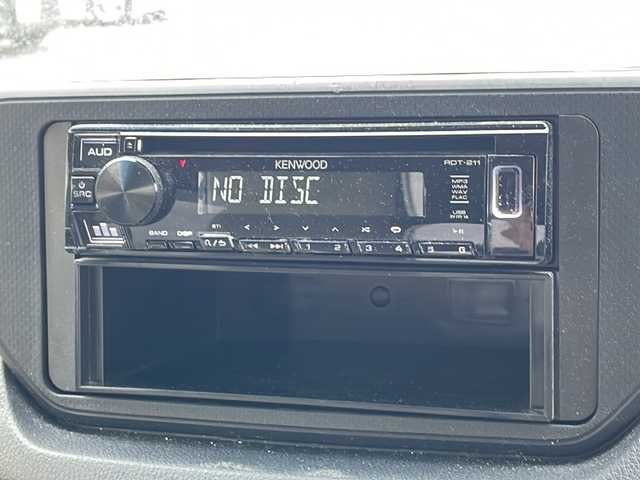 AUD
KENWOOD
RDT-211
SRC
NO DISC
MP3
WMA
WAV
FLAC
USB
BAND DISP
1 2 3 4 5 6